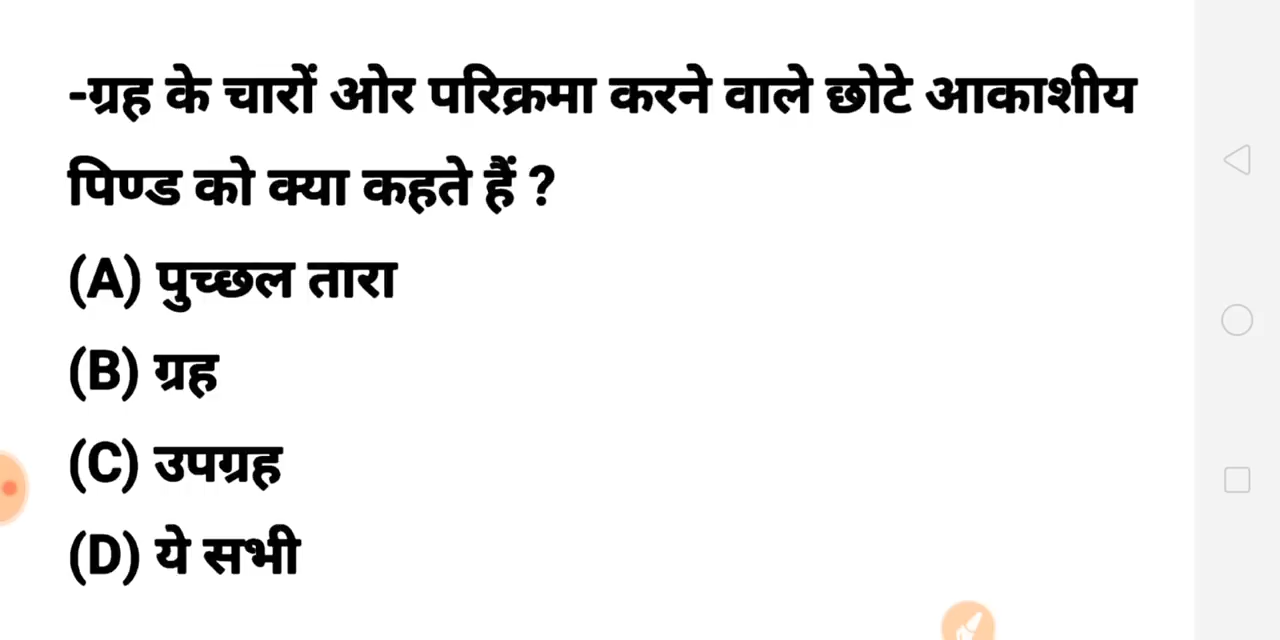 -ग्रह के चारों ओर परिक्रमा करने वाले छोटे आकाशीय
पिण्ड को क्या कहते हैं ?
(A) पुच्छल तारा
(B) ग्रह
(C) उपग्रह
(D) ये सभी